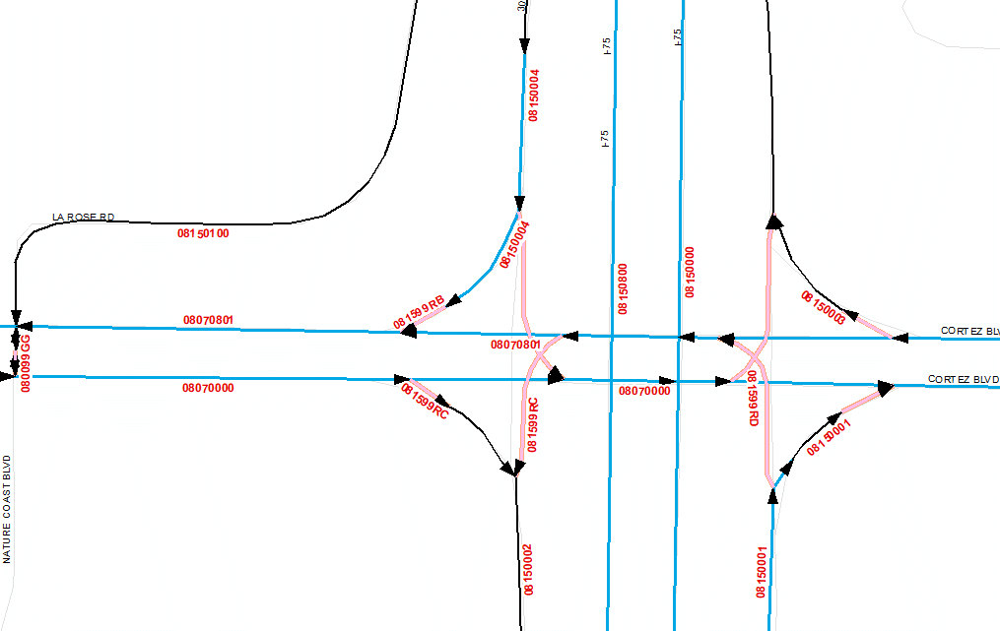 30
I-75
I-75
08150004
I-75
LA ROSE RD
08150100
08150004
08150800
08150000
081599RB
08150003
08070801
08070801
CORTEZ BLV
080099GG
CORTEZ BLVD
08070000
08070000
081599RC
081599RC
081599RD
08150001
NATURE COAST BLVD
08150002
08150001